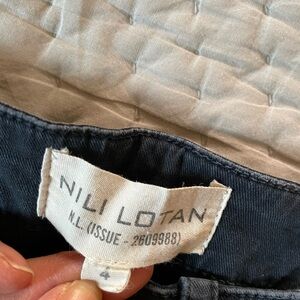 NILI LOTAN
N.L. (ISSUE - 2609988)
4